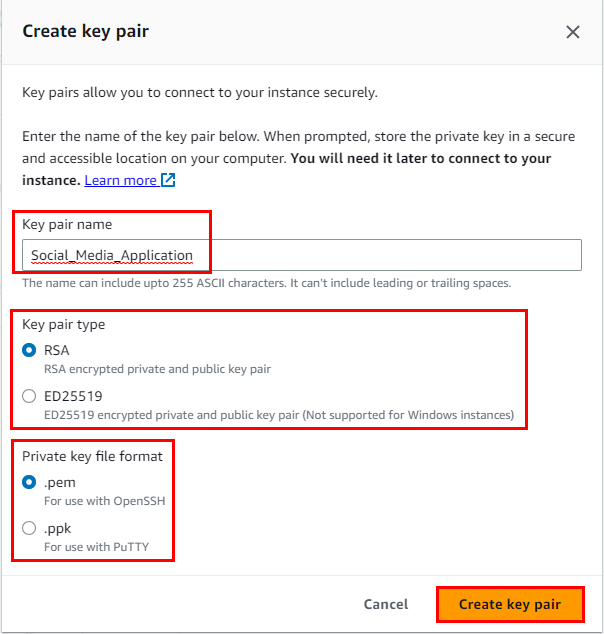 Create key pair
Key pairs allow you to connect to your instance securely.
Enter the name of the key pair below. When prompted, store the private key in a secure
and accessible location on your computer. You will need it later to connect to your
instance. Learn more
Key pair name
Social_Media_Application
The name can include upto 255 ASCII characters. It can't include leading or trailing spaces.
Key pair type
RSA
RSA encrypted private and public key pair
ED25519
ED25519 encrypted private and public key pair (Not supported for Windows instances)
Private key file format
.pem
For use with OpenSSH
.ppk
For use with PuTTY
Cancel
Create key pair